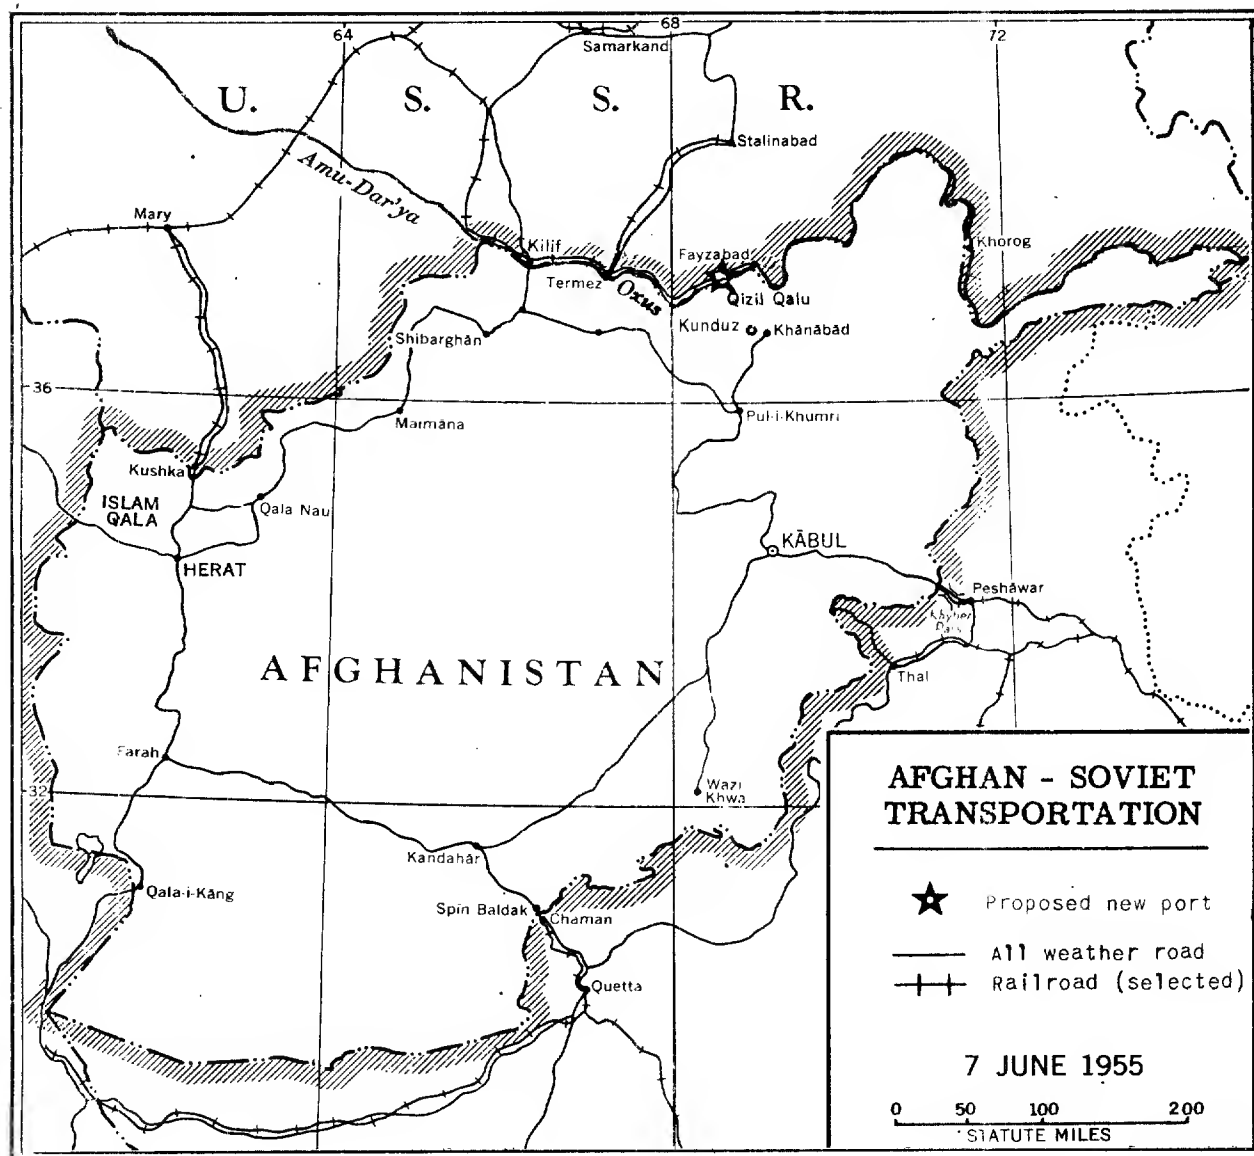 64
68
72
Samarkand
U. S. S. R.
Stalinabad
Amu-Dar'ya
Mary
Khorog
Kilif
Fayzabad
Termez
Oxus
Qizil Qalu
Kunduz
Khānābād
Shibarghān
36
Maimāna
Pul-i-Khumri
Kushka
ISLAM
QALA
Qala Nau
KĀBUL
HERAT
Peshāwar
Khyber
Pass
AFGHANISTAN
Thal
Farah
32
Wazi
Khwa
Kandahār
Qala-i-Kāng
Spin Baldak
Chaman
Quetta
AFGHAN - SOVIET
TRANSPORTATION
Proposed new port
All weather road
Railroad (selected)
7 JUNE 1955
0 50 100 200
STATUTE MILES